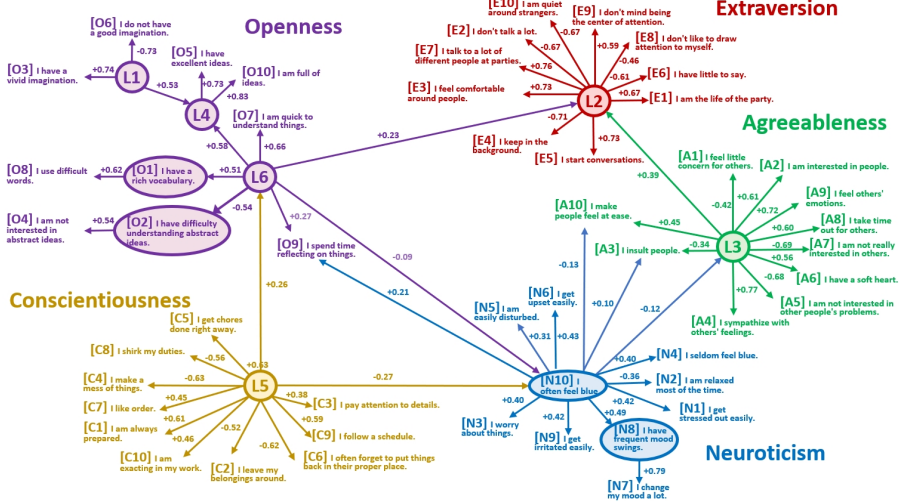 [E10] I am quiet
around strangers.
[E9] I don't mind being
the center of attention.
Extraversion
[O6] I do not have
a good imagination.
Openness
[E2] I don't talk a lot.
-0.67
+0.59
[E8] I don't like to draw
attention to myself.
-0.73
[O5] I have
excellent ideas.
[E7] I talk to a lot of
different people at parties.
-0.67
-0.46
[O3] I have a
vivid imagination.
+0.74
L1
[O10] I am full of
ideas.
+0.76
-0.61
[E6] I have little to say.
+0.53
+0.73
+0.83
[E3] I feel comfortable
around people.
+0.73
L2
+0.67
[E1] I am the life of the party.
L4
[O7] I am quick to
understand things.
-0.71
Agreeableness
+0.58
+0.66
+0.23
[E4] I keep in the
background.
+0.73
[E5] I start conversations.
[A1] I feel little
concern for others.
[A2] I am interested in people.
[O8] I use difficult
words.
+0.62
[O1] I have a
rich vocabulary.
+0.51
L6
+0.39
[A9] I feel others'
emotions.
-0.54
-0.42
+0.61
+0.72
[A10] I make
people feel at ease.
[O4] I am not
interested in
abstract ideas.
+0.54
[O2] I have difficulty
understanding abstract
ideas.
+0.27
+0.45
+0.60
[A8] I take time
out for others.
[O9] I spend time
reflecting on things.
[A3] I insult people.
-0.34
L3
-0.69
[A7] I am not really
interested in others.
-0.09
-0.13
+0.56
[A6] I have a soft heart.
+0.26
+0.21
+0.77
-0.68
Conscientiousness
[N6] I get
upset easily.
+0.10
-0.12
[A5] I am not interested in
other people's problems.
[C5] I get chores
done right away.
[N5] I am
easily disturbed.
[A4] I sympathize with
others' feelings.
[C8] I shirk my duties.
-0.56
+0.63
+0.31
+0.43
+0.40
[N4] I seldom feel blue.
[C4] I make a
mess of things.
-0.63
L5
-0.27
[N10] I
often feel blue
-0.36
[N2] I am relaxed
most of the time.
[C7] I like order.
+0.45
+0.38
[C3] I pay attention to details.
+0.40
+0.42
[N1] I get
stressed out easily.
[C1] I am always
prepared.
+0.61
+0.59
+0.42
+0.49
[N3] I worry
about things.
[N8] I have
frequent mood
swings.
+0.46
-0.52
-0.62
[C9] I follow a schedule.
[N9] I get
irritated easily.
Neuroticism
[C10] I am
exacting in my work.
[C2] I leave my
belongings around.
[C6] I often forget to put things
back in their proper place.
+0.79
[N7] I change
my mood a lot.